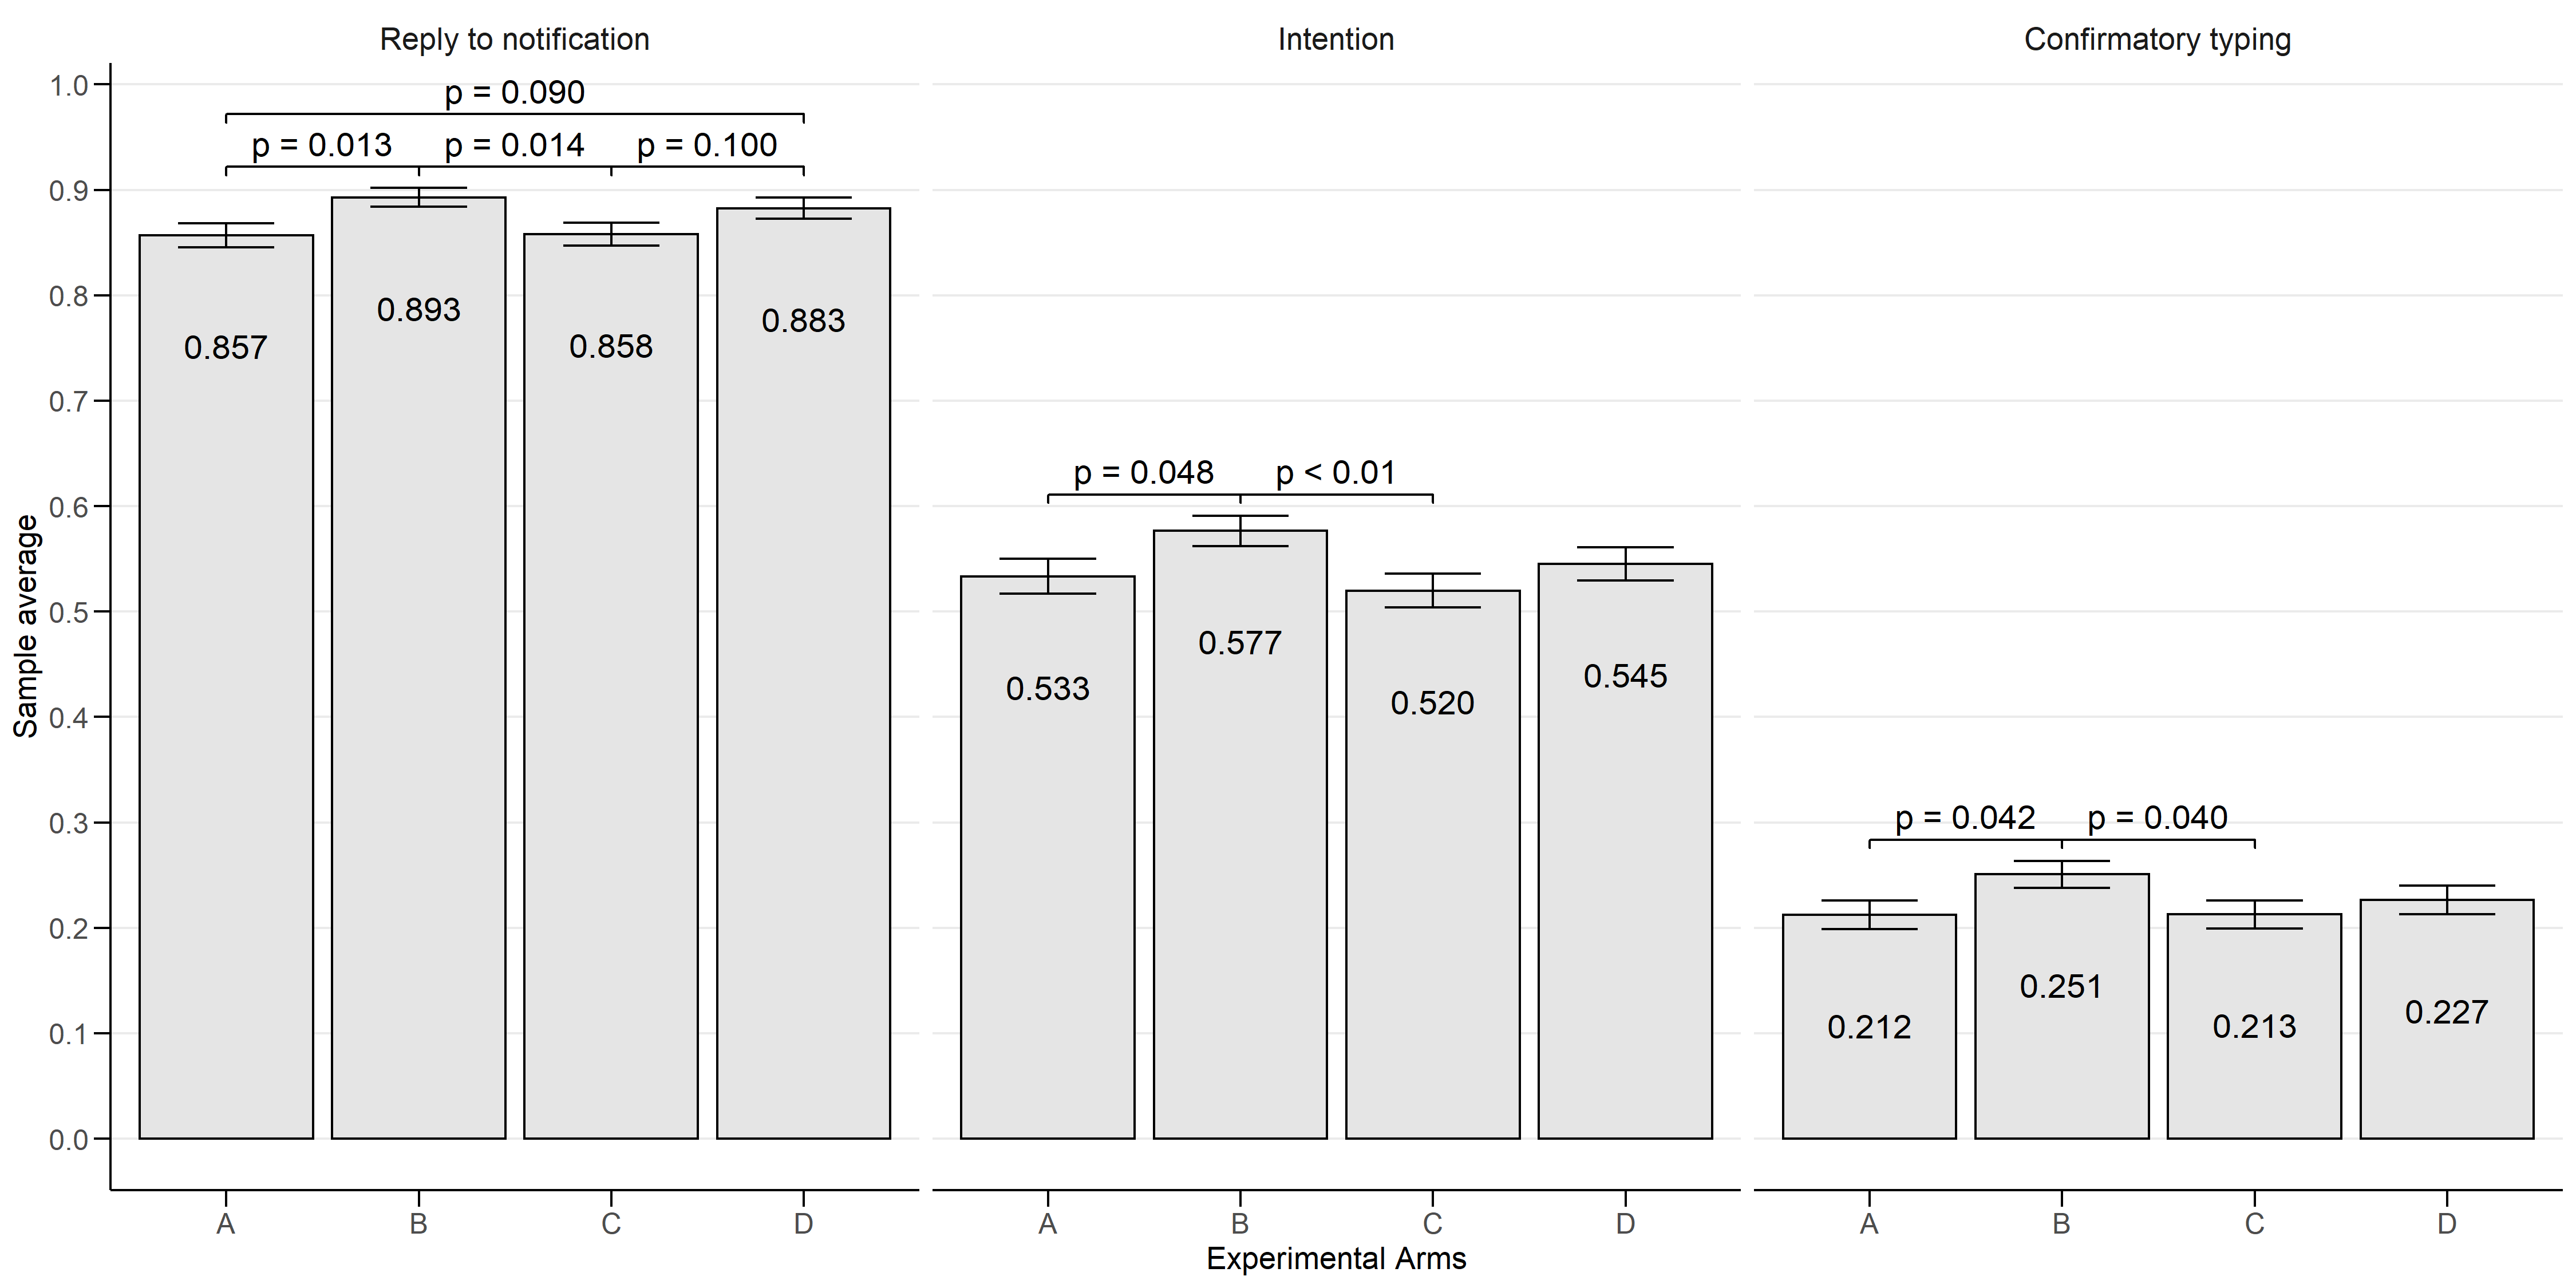 Reply to notification
Intention
Confirmatory typing
Sample average
1.0
0.9
0.8
0.7
0.6
0.5
0.4
0.3
0.2
0.1
0.0
p = 0.090
p = 0.013 p = 0.014 p = 0.100
0.857 0.893 0.858 0.883
p = 0.048 p < 0.01
0.533 0.577 0.520 0.545
p = 0.042 p = 0.040
0.212 0.251 0.213 0.227
A B C D
A B C D
A B C D
Experimental Arms